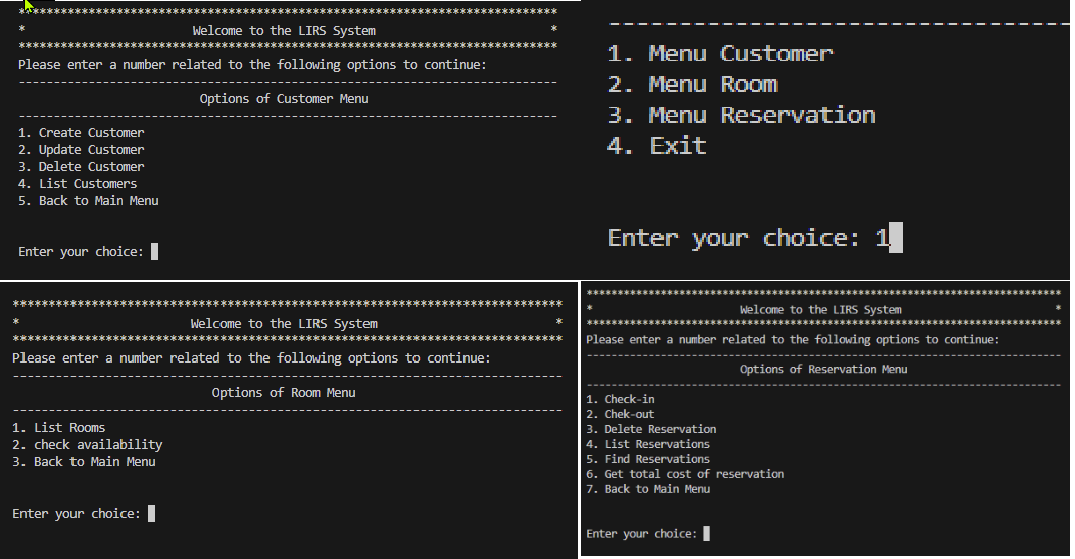 ******************************************************************************
* Welcome to the LIRS System *
******************************************************************************
Please enter a number related to the following options to continue:
------------------------------------------------------------------------------
Options of Customer Menu
------------------------------------------------------------------------------
1. Create Customer
2. Update Customer
3. Delete Customer
4. List Customers
5. Back to Main Menu
Enter your choice:
---------------------------------
1. Menu Customer
2. Menu Room
3. Menu Reservation
4. Exit
Enter your choice: 1
******************************************************************************
* Welcome to the LIRS System *
******************************************************************************
Please enter a number related to the following options to continue:
------------------------------------------------------------------------------
Options of Room Menu
------------------------------------------------------------------------------
1. List Rooms
2. check availability
3. Back to Main Menu
Enter your choice:
******************************************************************************
* Welcome to the LIRS System *
******************************************************************************
Please enter a number related to the following options to continue:
------------------------------------------------------------------------------
Options of Reservation Menu
------------------------------------------------------------------------------
1. Check-in
2. Chek-out
3. Delete Reservation
4. List Reservations
5. Find Reservations
6. Get total cost of reservation
7. Back to Main Menu
Enter your choice: